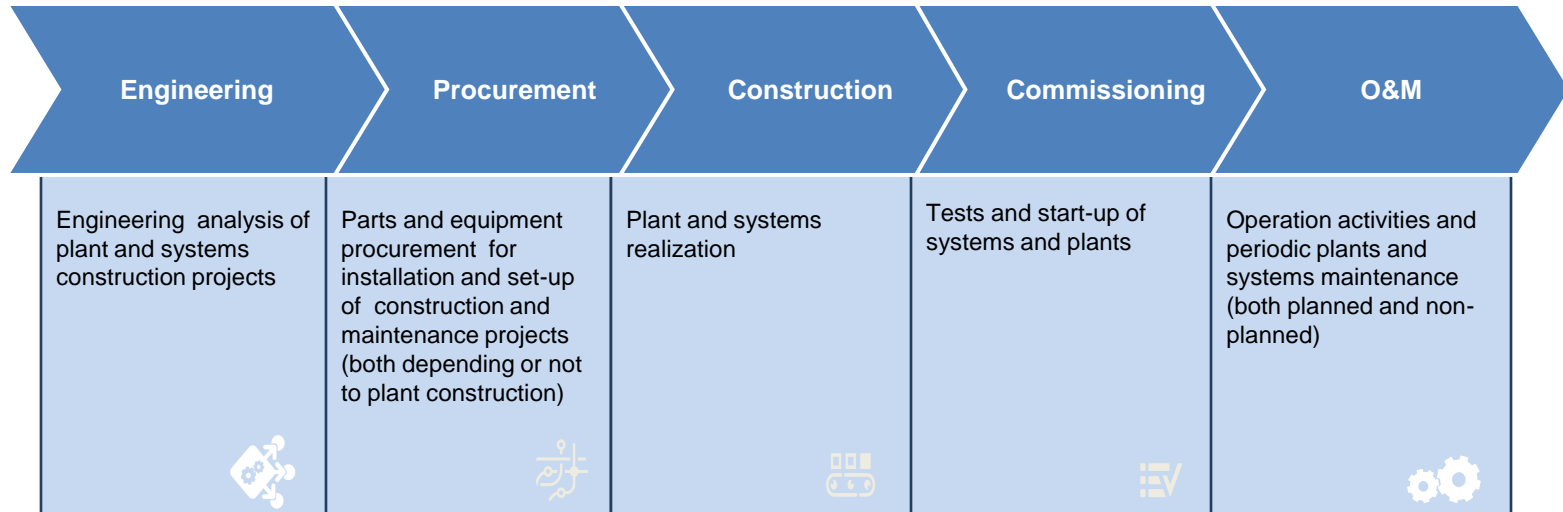 Engineering
Procurement
Construction
Commissioning
O&M
Engineering analysis of
plant and systems
construction projects
Parts and equipment
procurement for
installation and set-up
of construction and
maintenance projects
(both depending or not
to plant construction)
Plant and systems
realization
Tests and start-up of
systems and plants
Operation activities and
periodic plants and
systems maintenance
(both planned and non-
planned)